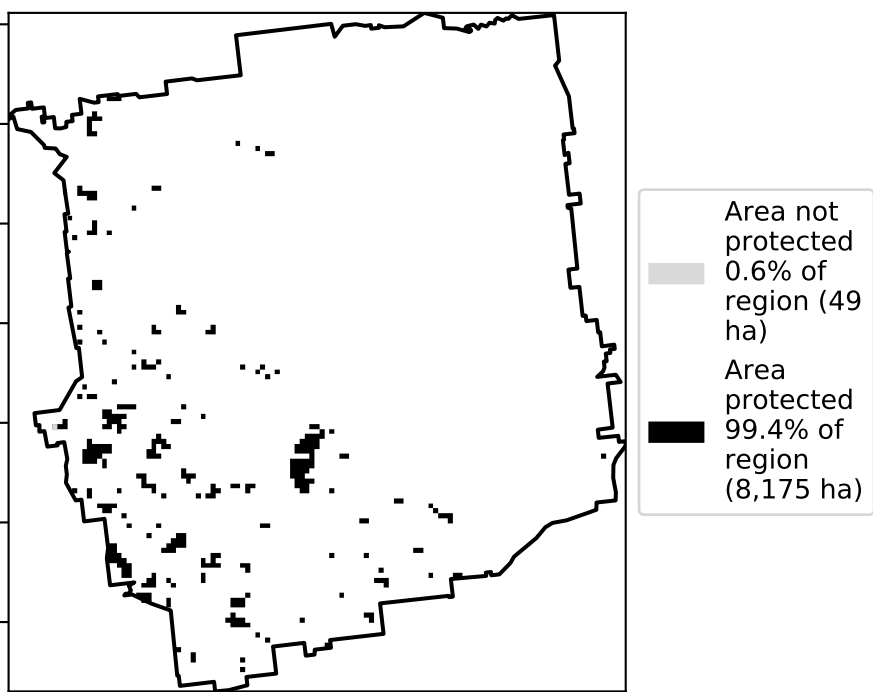 Area not
protected
0.6% of
region (49
ha)
Area
protected
99.4% of
region
(8,175 ha)